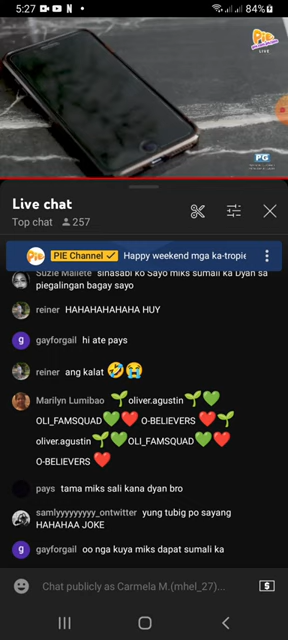 5:27
84%
Pie
LIVE
PG
Live chat
Top chat 257
Pie PIE Channel Happy weekend mga ka-tropie
Suzie Mallete sinasabi ko Sayo miks sumali ka Dyan sa
piegalingan bagay sayo
reiner HAHAHAHAHAHA HUY
g gayforgail hi ate pays
reiner ang kalat 🤣😭
Marilyn Lumibao 🌱oliver.agustin🌱💚
OLI_FAMSQUAD💚💚 O-BELIEVERS ❤️🌱
oliver.agustin🌱💚OLI_FAMSQUAD💚❤️
O-BELIEVERS ❤️
pays tama miks sali kana dyan bro
samlyyyyyyyyy_ontwitter yung tubig po sayang
HAHAHAA JOKE
g gayforgail oo nga kuya miks dapat sumali ka
Chat publicly as Carmela M.(mhel_27)...